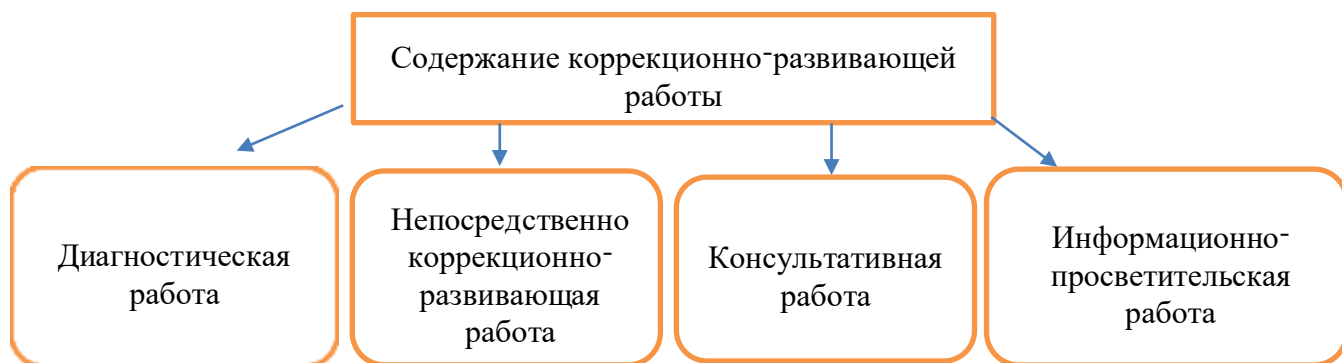 Содержание коррекционно-развивающей
работы
Диагностическая
работа
Непосредственно
коррекционно-
развивающая
работа
Консультативная
работа
Информационно-
просветительская
работа